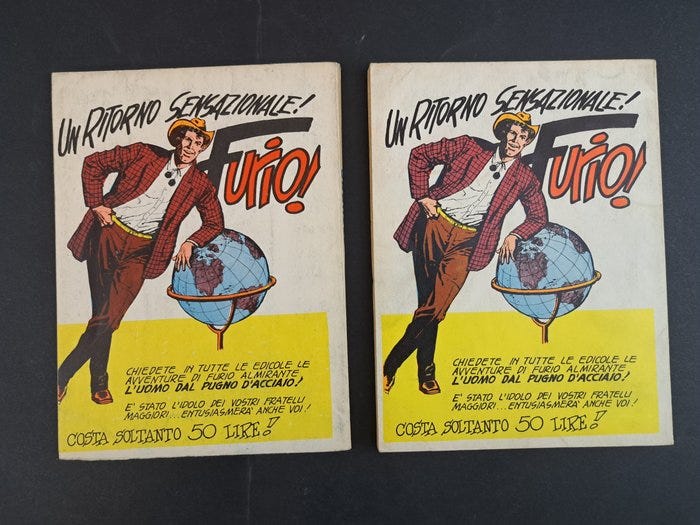 UN RITORNO SENSAZIONALE!
FURIO!
CHIEDETE IN TUTTE LE EDICOLE LE
AVVENTURE DI FURIO ALMIRANTE
L'UOMO DAL PUGNO D'ACCIAIO!
E' STATO L'IDOLO DEI VOSTRI FRATELLI
MAGGIORI...ENTUSIASMERA' ANCHE VOI!
COSTA SOLTANTO 50 LIRE!
UN RITORNO SENSAZIONALE!
FURIO!
CHIEDETE IN TUTTE LE EDICOLE LE
AVVENTURE DI FURIO ALMIRANTE
L'UOMO DAL PUGNO D'ACCIAIO!
E' STATO L'IDOLO DEI VOSTRI FRATELLI
MAGGIORI...ENTUSIASMERA' ANCHE VOI!
COSTA SOLTANTO 50 LIRE!